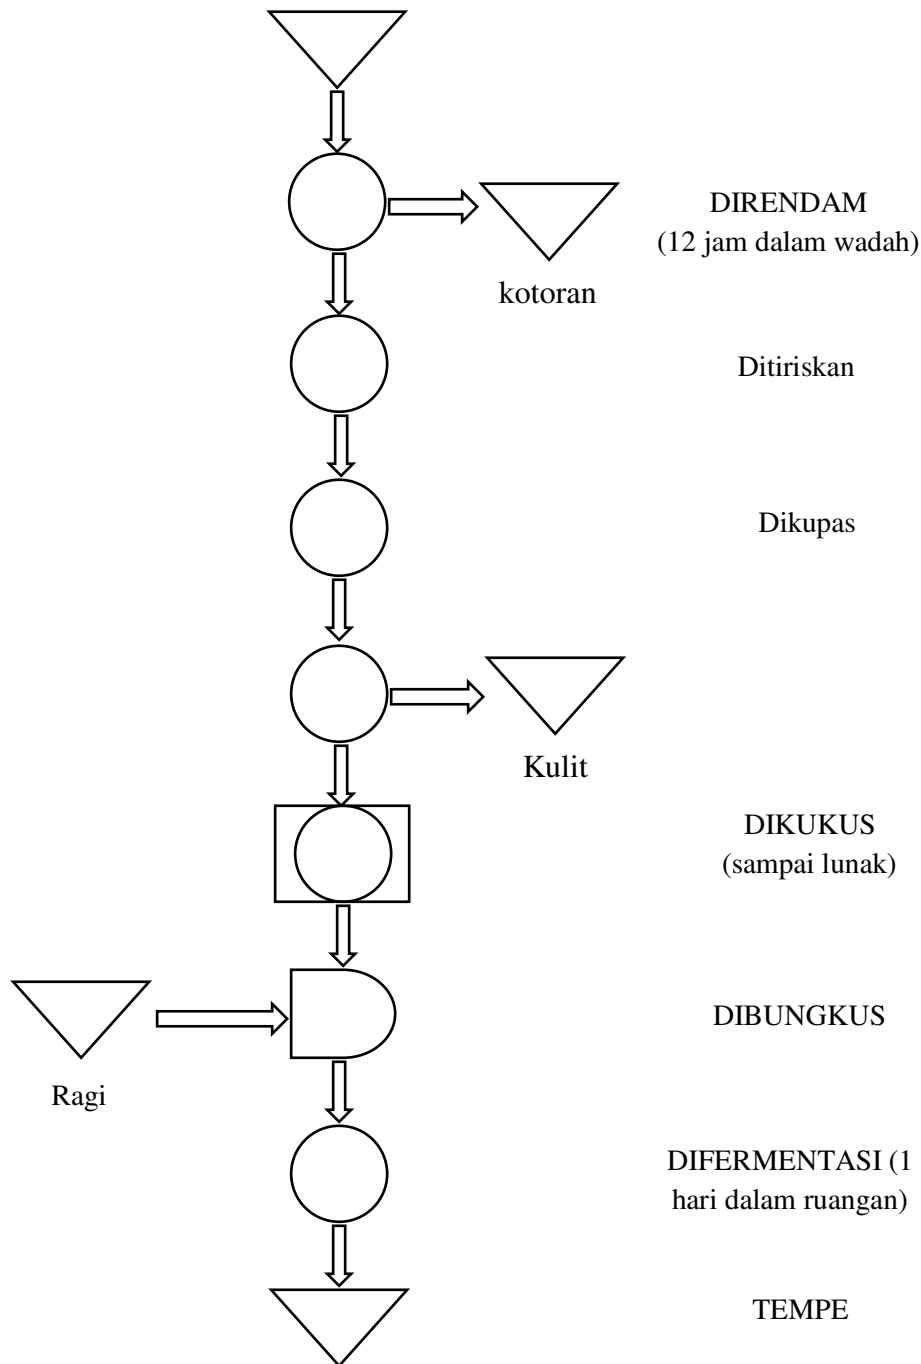 DIRENDAM
(12 jam dalam wadah)
kotoran
Ditiriskan
Dikupas
Kulit
DIKUKUS
(sampai lunak)
DIBUNGKUS
Ragi
DIFERMENTASI (1
hari dalam ruangan)
TEMPE